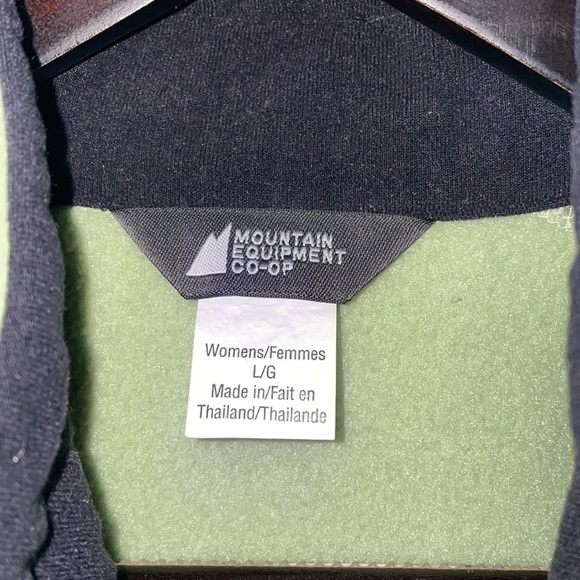 MOUNTAIN
EQUIPMENT
CO-OP
Womens/Femmes
L/G
Made in/Fait en
Thailand/Thailande